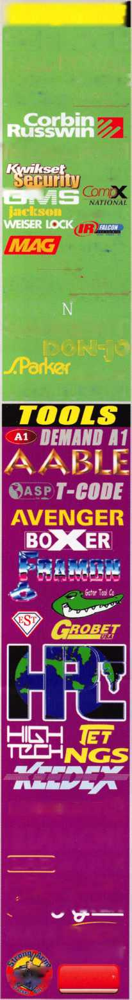 Corbin
Russwin
Kwikset
Security
GMS
CompX
NATIONAL
jackson
WEISER LOCK
IR FALCON
MAG
N
DON-JO
S. Parker
TOOLS
A1 DEMAND A1
AABLE
ASP T-CODE
AVENGER
BOXER
FRAMON
Gator Tool Co
EST
GROBET
USA
HPC
HIGH
TECH
JET
NGS
KEEDEX
Strong Arm